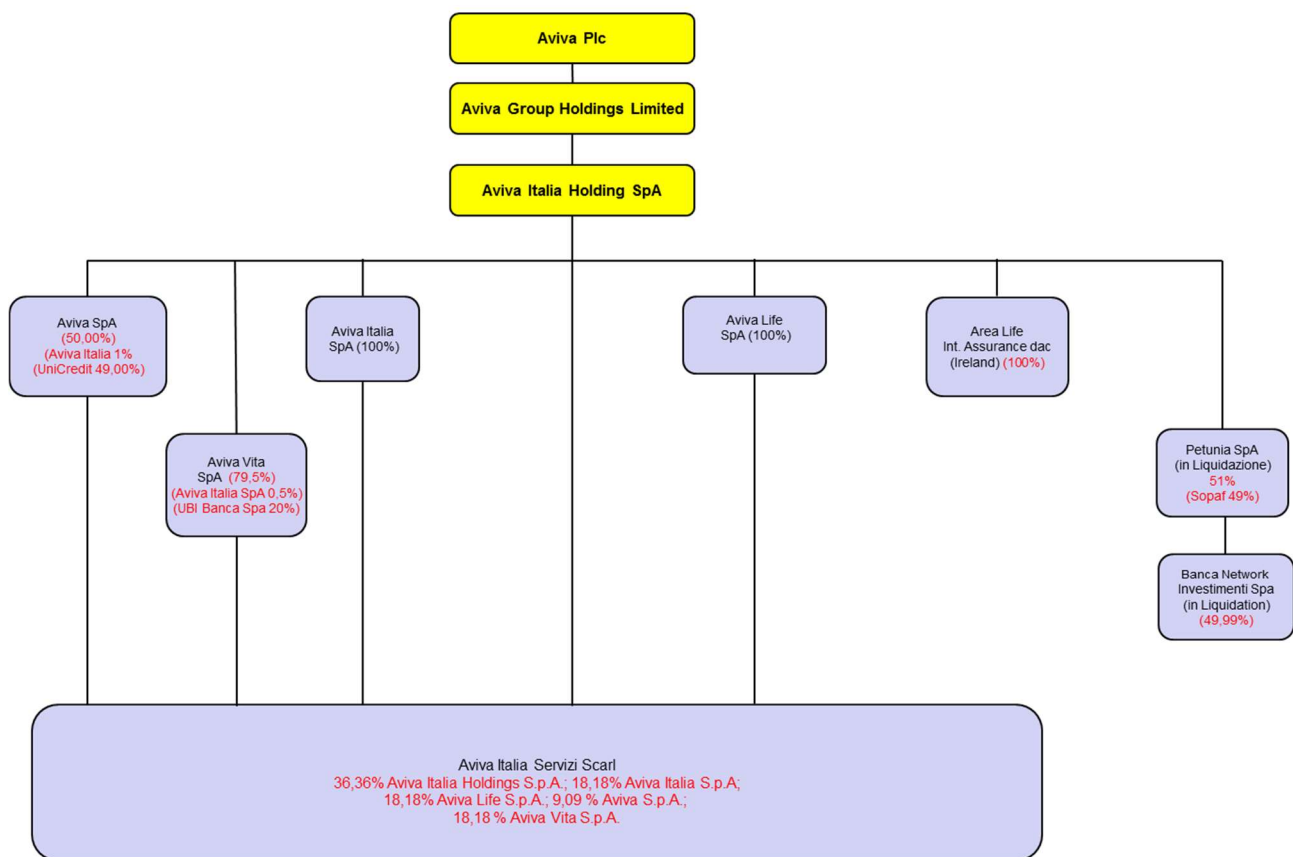 Aviva Plc
Aviva Group Holdings Limited
Aviva Italia Holding SpA
Aviva SpA
(50,00%)
(Aviva Italia 1%
(UniCredit 49,00%)
Aviva Italia
SpA (100%)
Aviva Life
SpA (100%)
Area Life
Int. Assurance dac
(Ireland) (100%)
Aviva Vita
SpA (79,5%)
(Aviva Italia SpA 0,5%)
(UBI Banca Spa 20%)
Petunia SpA
(in Liquidazione)
51%
(Sopaf 49%)
Banca Network
Investimenti Spa
(in Liquidation)
(49,99%)
Aviva Italia Servizi Scarl
36,36% Aviva Italia Holdings S.p.A.; 18,18% Aviva Italia S.p.A;
18,18% Aviva Life S.p.A.; 9,09 % Aviva S.p.A.;
18,18 % Aviva Vita S.p.A.